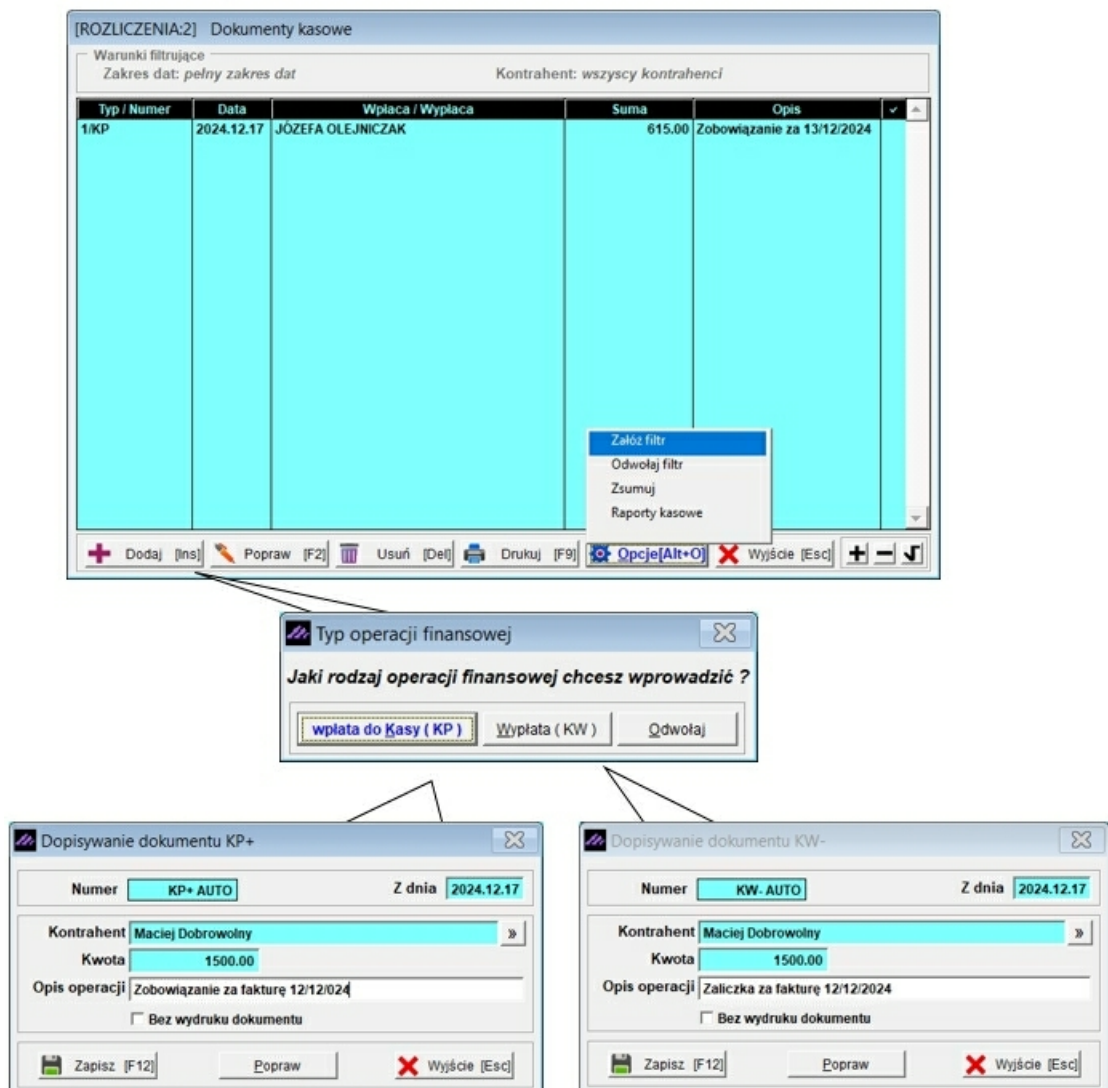 [ROZLICZENIA:2] Dokumenty kasowe
Warunki filtrujące
Zakres dat: pełny zakres dat Kontrahent: wszyscy kontrahenci
Typ / Numer Data Wpłaca / Wypłaca Suma Opis
1/KP 2024.12.17 JÓZEFA OLEJNICZAK 615.00 Zobowiązanie za 13/12/2024
Załóż filtr
Odwołaj filtr
Zsumuj
Raporty kasowe
Dodaj [Ins] Popraw [F2] Usuń [Del] Drukuj [F9] Opcje[Alt+O] Wyjście [Esc]
Typ operacji finansowej
Jaki rodzaj operacji finansowej chcesz wprowadzić ?
wpłata do Kasy ( KP ) Wypłata ( KW ) Odwołaj
Dopisywanie dokumentu KP+
Numer KP+ AUTO Z dnia 2024.12.17
Kontrahent Maciej Dobrowolny »
Kwota 1500.00
Opis operacji Zobowiązanie za fakturę 12/12/024
Bez wydruku dokumentu
Zapisz [F12] Popraw Wyjście [Esc]
Dopisywanie dokumentu KW-
Numer KW- AUTO Z dnia 2024.12.17
Kontrahent Maciej Dobrowolny »
Kwota 1500.00
Opis operacji Zaliczka za fakturę 12/12/2024
Bez wydruku dokumentu
Zapisz [F12] Popraw Wyjście [Esc]